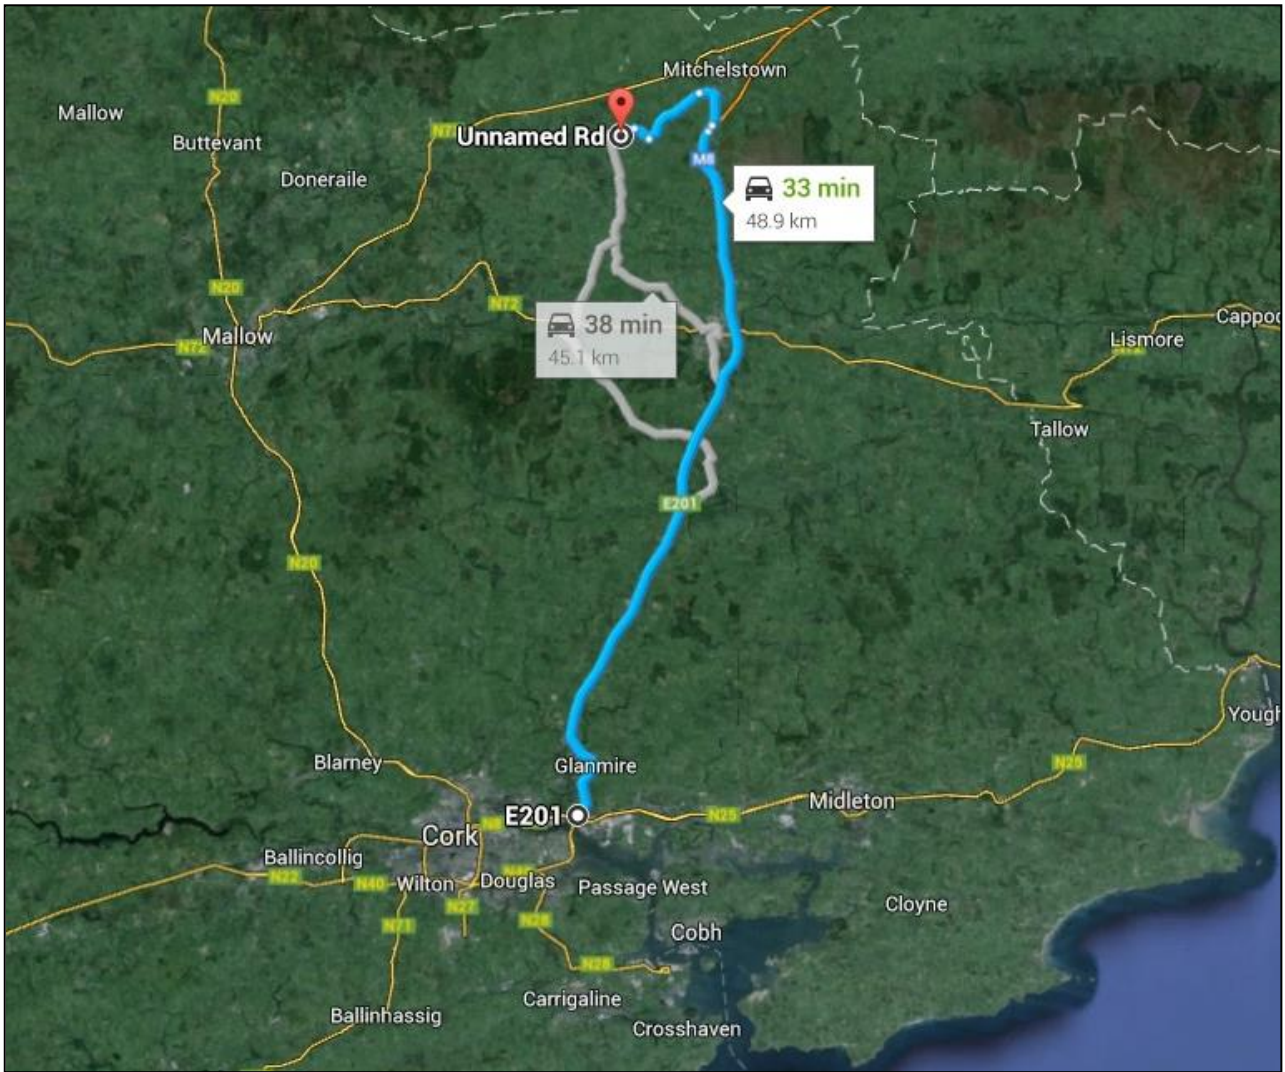 Mitchelstown
Mallow
N20
Buttevant
N7
Unnamed Rd
M8
Doneraile
33 min
48.9 km
N20
N72
38 min
45.1 km
Mallow
N72
Cappoq
Lismore
Tallow
E201
N20
Yough
Blarney
Glanmire
N25
Midleton
E201
N25
N8
Cork
Ballincollig
N22
N40
Wilton
Douglas
Passage West
N27
N28
N71
Cloyne
Cobh
N28
Carrigaline
Ballinhassig
Crosshaven